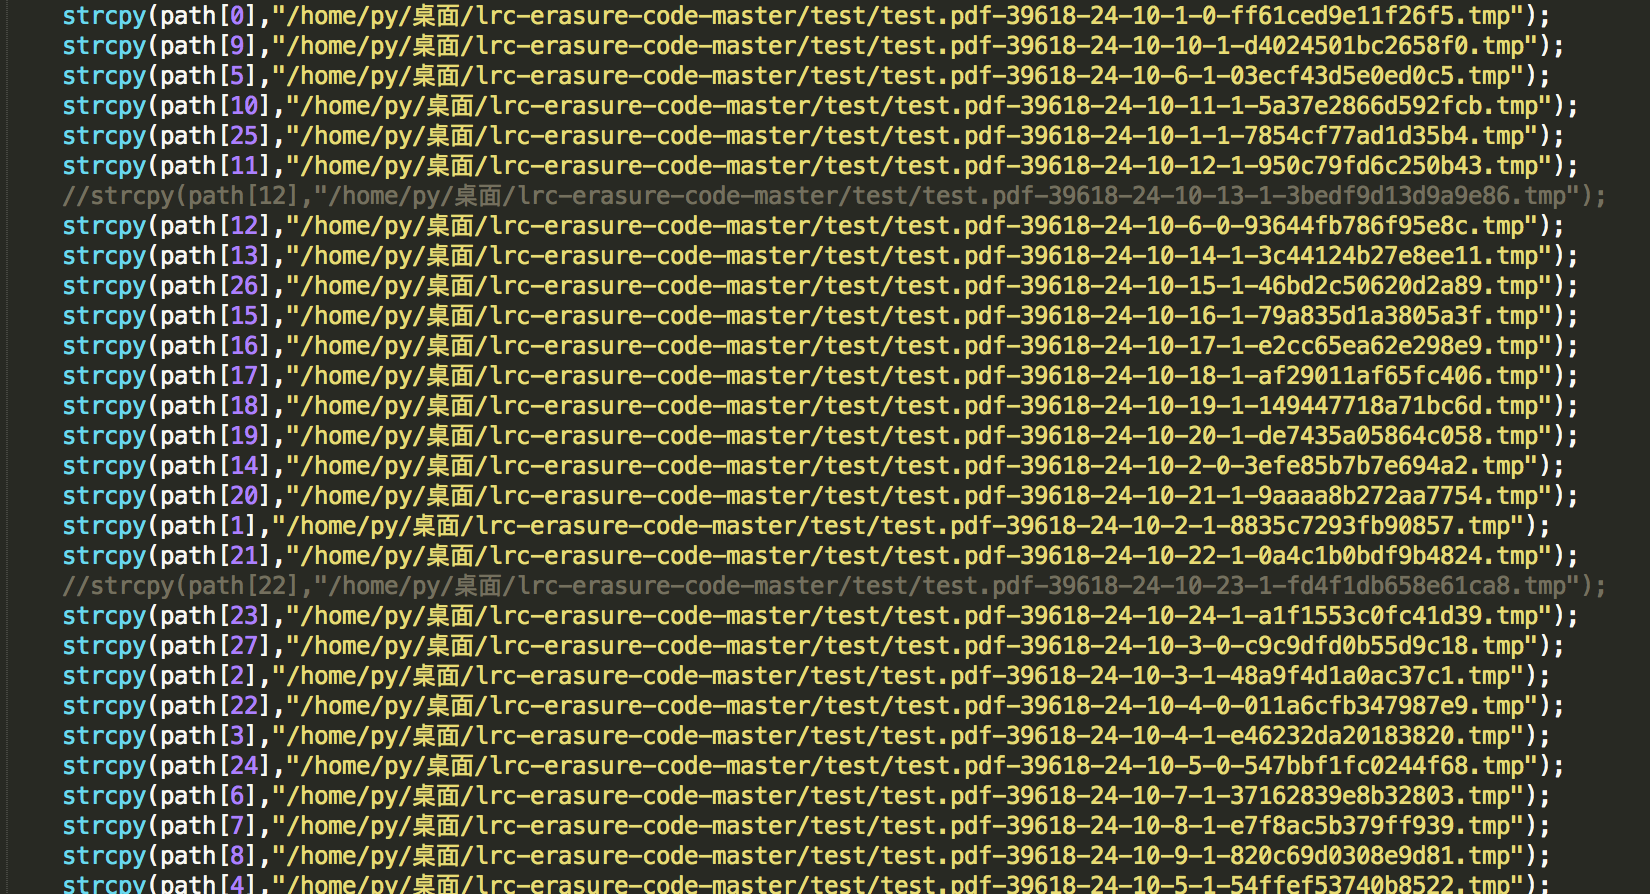 strcpy(path[0],"/home/py/桌面/lrc-erasure-code-master/test/test.pdf-39618-24-10-1-0-ff61ced9e11f26f5.tmp");
strcpy(path[9],"/home/py/桌面/lrc-erasure-code-master/test/test.pdf-39618-24-10-10-1-d4024501bc2658f0.tmp");
strcpy(path[5],"/home/py/桌面/lrc-erasure-code-master/test/test.pdf-39618-24-10-6-1-03ecf43d5e0ed0c5.tmp");
strcpy(path[10],"/home/py/桌面/lrc-erasure-code-master/test/test.pdf-39618-24-10-11-1-5a37e2866d592fcb.tmp");
strcpy(path[25],"/home/py/桌面/lrc-erasure-code-master/test/test.pdf-39618-24-10-1-1-7854cf77ad1d35b4.tmp");
strcpy(path[11],"/home/py/桌面/lrc-erasure-code-master/test/test.pdf-39618-24-10-12-1-950c79fd6c250b43.tmp");
//strcpy(path[12],"/home/py/桌面/lrc-erasure-code-master/test/test.pdf-39618-24-10-13-1-3bedf9d13d9a9e86.tmp");
strcpy(path[12],"/home/py/桌面/lrc-erasure-code-master/test/test.pdf-39618-24-10-6-0-93644fb786f95e8c.tmp");
strcpy(path[13],"/home/py/桌面/lrc-erasure-code-master/test/test.pdf-39618-24-10-14-1-3c44124b27e8ee11.tmp");
strcpy(path[26],"/home/py/桌面/lrc-erasure-code-master/test/test.pdf-39618-24-10-15-1-46bd2c50620d2a89.tmp");
strcpy(path[15],"/home/py/桌面/lrc-erasure-code-master/test/test.pdf-39618-24-10-16-1-79a835d1a3805a3f.tmp");
strcpy(path[16],"/home/py/桌面/lrc-erasure-code-master/test/test.pdf-39618-24-10-17-1-e2cc65ea62e298e9.tmp");
strcpy(path[17],"/home/py/桌面/lrc-erasure-code-master/test/test.pdf-39618-24-10-18-1-af29011af65fc406.tmp");
strcpy(path[18],"/home/py/桌面/lrc-erasure-code-master/test/test.pdf-39618-24-10-19-1-149447718a71bc6d.tmp");
strcpy(path[19],"/home/py/桌面/lrc-erasure-code-master/test/test.pdf-39618-24-10-20-1-de7435a05864c058.tmp");
strcpy(path[14],"/home/py/桌面/lrc-erasure-code-master/test/test.pdf-39618-24-10-2-0-3efe85b7b7e694a2.tmp");
strcpy(path[20],"/home/py/桌面/lrc-erasure-code-master/test/test.pdf-39618-24-10-21-1-9aaaa8b272aa7754.tmp");
strcpy(path[1],"/home/py/桌面/lrc-erasure-code-master/test/test.pdf-39618-24-10-2-1-8835c7293fb90857.tmp");
strcpy(path[21],"/home/py/桌面/lrc-erasure-code-master/test/test.pdf-39618-24-10-22-1-0a4c1b0bdf9b4824.tmp");
//strcpy(path[22],"/home/py/桌面/lrc-erasure-code-master/test/test.pdf-39618-24-10-23-1-fd4f1db658e61ca8.tmp");
strcpy(path[23],"/home/py/桌面/lrc-erasure-code-master/test/test.pdf-39618-24-10-24-1-a1f1553c0fc41d39.tmp");
strcpy(path[27],"/home/py/桌面/lrc-erasure-code-master/test/test.pdf-39618-24-10-3-0-c9c9dfd0b55d9c18.tmp");
strcpy(path[2],"/home/py/桌面/lrc-erasure-code-master/test/test.pdf-39618-24-10-3-1-48a9f4d1a0ac37c1.tmp");
strcpy(path[22],"/home/py/桌面/lrc-erasure-code-master/test/test.pdf-39618-24-10-4-0-011a6cfb347987e9.tmp");
strcpy(path[3],"/home/py/桌面/lrc-erasure-code-master/test/test.pdf-39618-24-10-4-1-e46232da20183820.tmp");
strcpy(path[24],"/home/py/桌面/lrc-erasure-code-master/test/test.pdf-39618-24-10-5-0-547bbf1fc0244f68.tmp");
strcpy(path[6],"/home/py/桌面/lrc-erasure-code-master/test/test.pdf-39618-24-10-7-1-37162839e8b32803.tmp");
strcpy(path[7],"/home/py/桌面/lrc-erasure-code-master/test/test.pdf-39618-24-10-8-1-e7f8ac5b379ff939.tmp");
strcpy(path[8],"/home/py/桌面/lrc-erasure-code-master/test/test.pdf-39618-24-10-9-1-820c69d0308e9d81.tmp");
strcpy(path[4],"/home/py/桌面/lrc-erasure-code-master/test/test.pdf-39618-24-10-5-1-54ffef53740b8522.tmp");